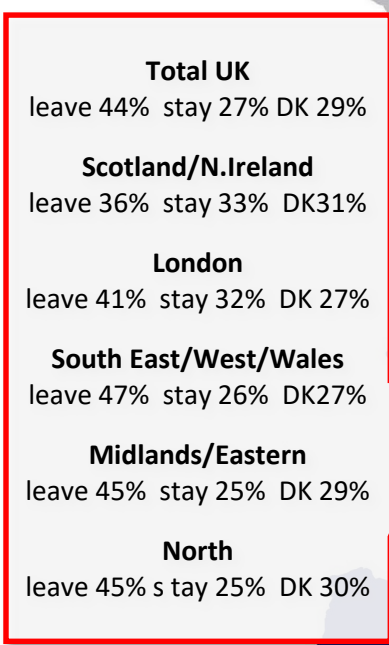 Total UK
leave 44% stay 27% DK 29%
Scotland/N.Ireland
leave 36% stay 33% DK31%
London
leave 41% stay 32% DK 27%
South East/West/Wales
leave 47% stay 26% DK27%
Midlands/Eastern
leave 45% stay 25% DK 29%
North
leave 45% s tay 25% DK 30%